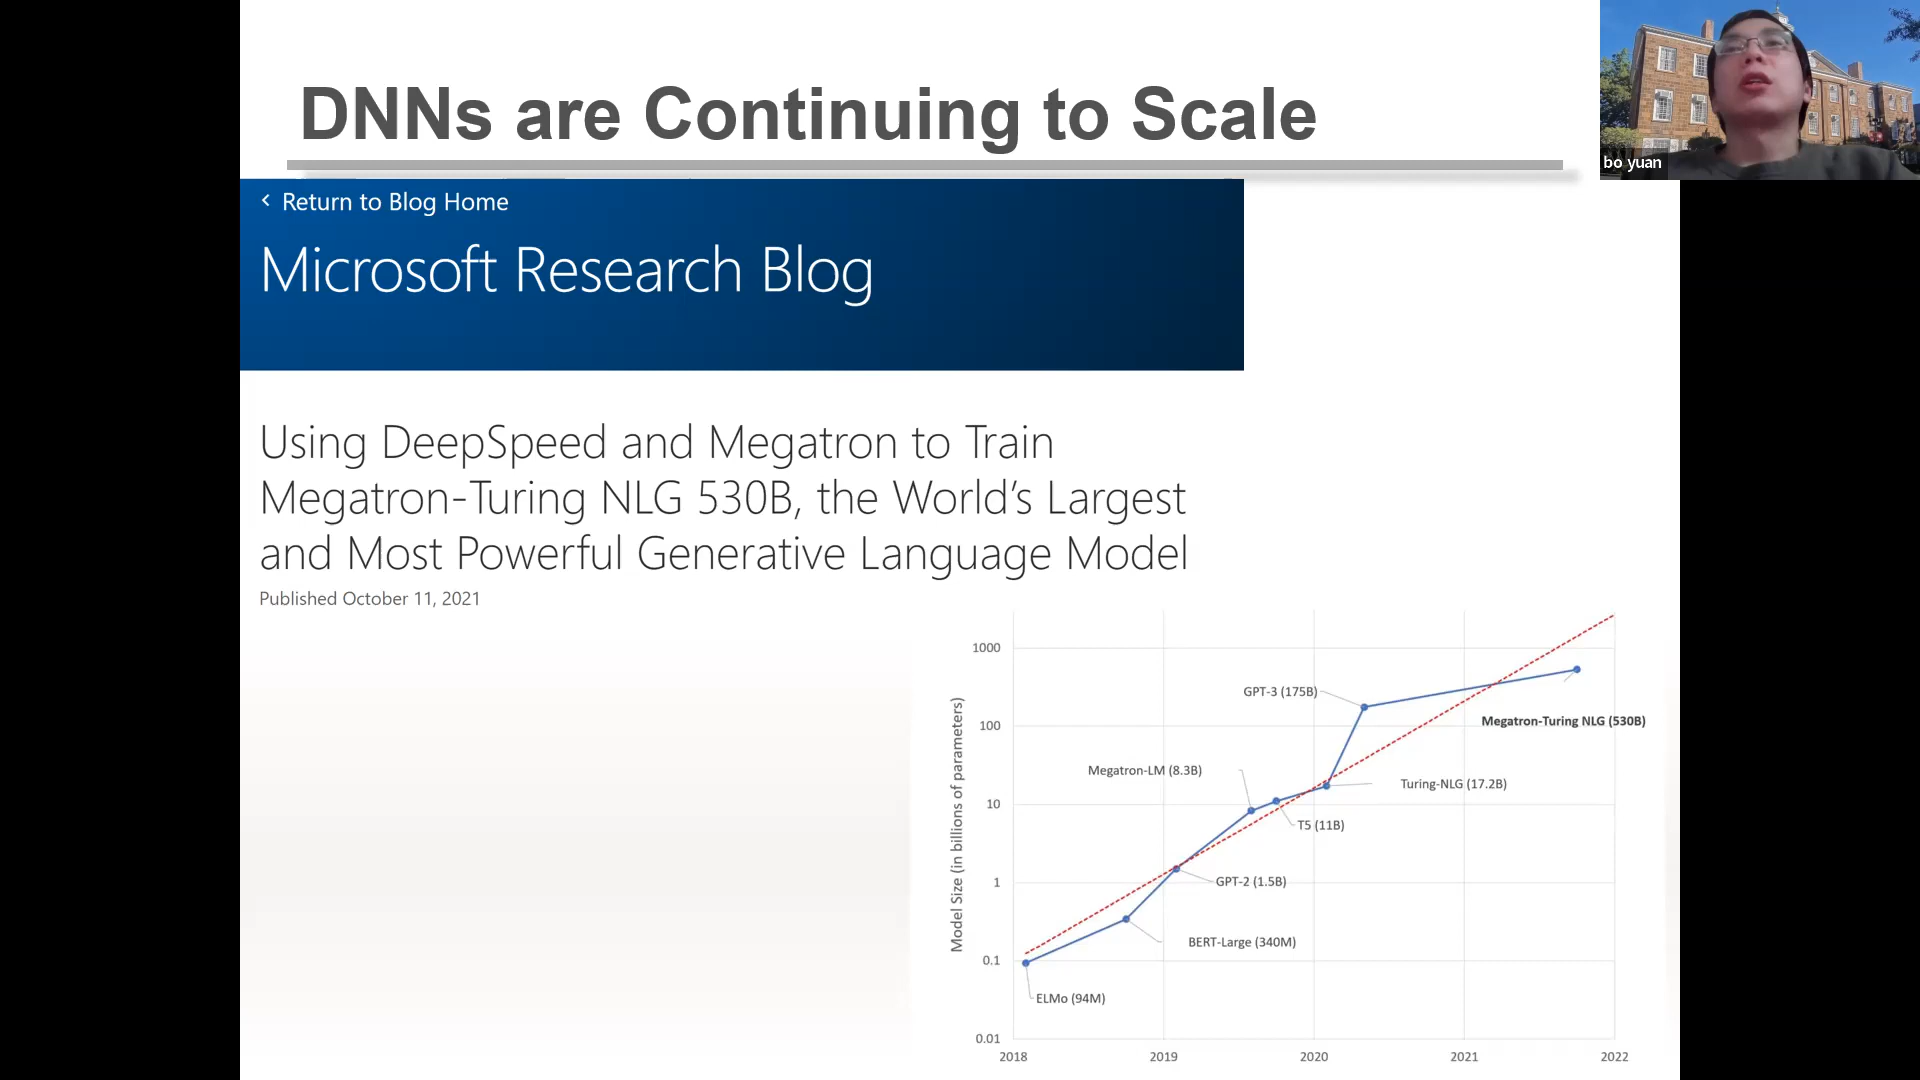 DNNs are Continuing to Scale
bo yuan
Return to Blog Home
Microsoft Research Blog
Using DeepSpeed and Megatron to Train
Megatron-Turing NLG 530B, the World's Largest
and Most Powerful Generative Language Model
Published October 11, 2021
Model Size (in billions of parameters)
1000
100
10
1
0.1
0.01
GPT-3 (175B)
Megatron-Turing NLG (530B)
Megatron-LM (8.3B)
Turing-NLG (17.2B)
T5 (11B)
GPT-2 (1.5B)
BERT-Large (340M)
ELMo (94M)
2018 2019 2020 2021 2022